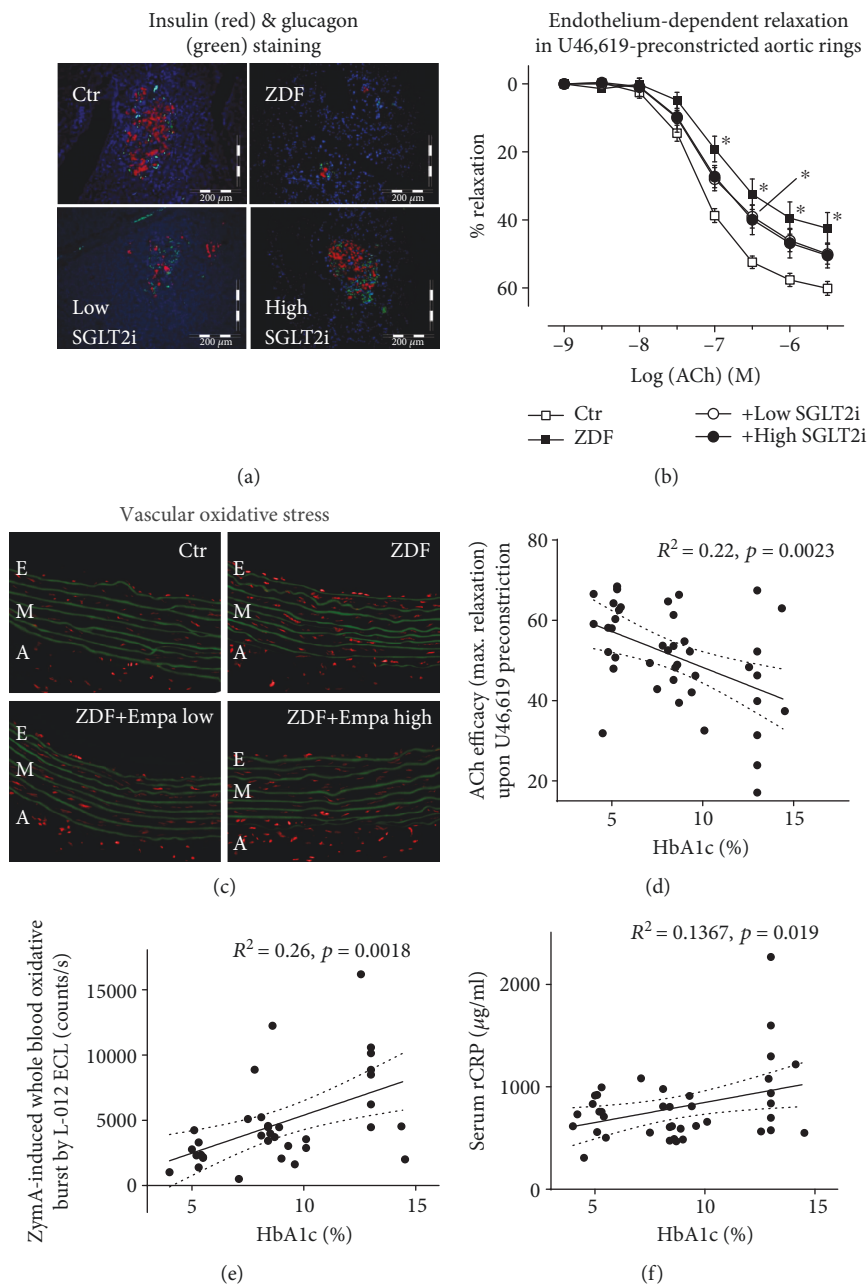 Insulin (red) & glucagon
(green) staining
Ctr
ZDF
200 µm
200 µm
Low
SGLT2i
High
SGLT2i
200 µm
200 µm
(a)
Endothelium-dependent relaxation
in U46,619-preconstricted aortic rings
% relaxation
0
20
40
60
*
*
*
*
*
–9
–8
–7
–6
Log (ACh) (M)
Ctr
ZDF
+Low SGLT2i
+High SGLT2i
(b)
Vascular oxidative stress
Ctr
E
M
A
ZDF
E
M
A
ZDF+Empa low
E
M
A
ZDF+Empa high
E
M
A
(c)
ACh efficacy (max. relaxation)
upon U46,619 preconstriction
80
60
40
20
R² = 0.22, p = 0.0023
5
10
15
HbA1c (%)
(d)
ZymA-induced whole blood oxidative
burst by L-012 ECL (counts/s)
15000
10000
5000
0
R² = 0.26, p = 0.0018
5
10
15
HbA1c (%)
(e)
Serum rCRP (µg/ml)
2000
1000
0
R² = 0.1367, p = 0.019
5
10
15
HbA1c (%)
(f)